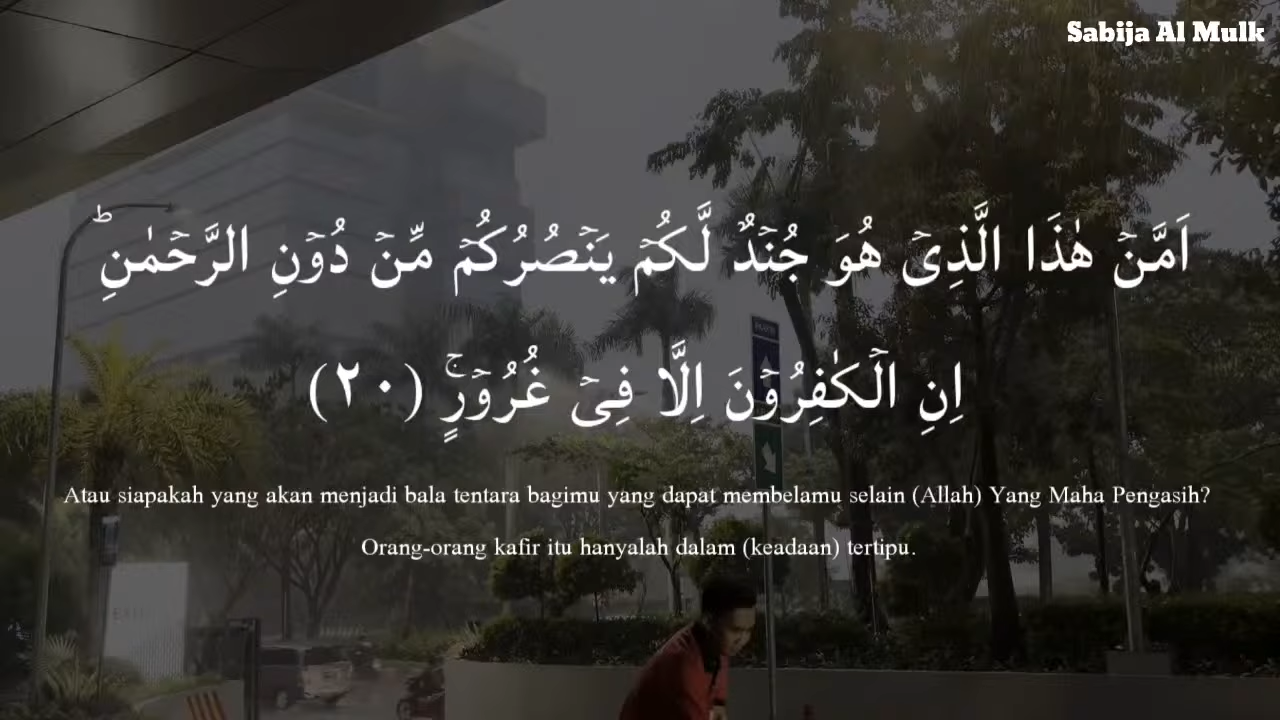 Sabija Al Mulk
اَمَّنۡ هٰذَا الَّذِىۡ هُوَ جُنۡدٌ لَّكُمۡ يَنۡصُرُكُمۡ مِّنۡ دُوۡنِ الرَّحۡمٰنِ ؕ
اِنِ الۡكٰفِرُوۡنَ اِلَّا فِىۡ غُرُوۡرٍ ۚ (٢٠)
Atau siapakah yang akan menjadi bala tentara bagimu yang dapat membelamu selain (Allah) Yang Maha Pengasih?
Orang-orang kafir itu hanyalah dalam (keadaan) tertipu.